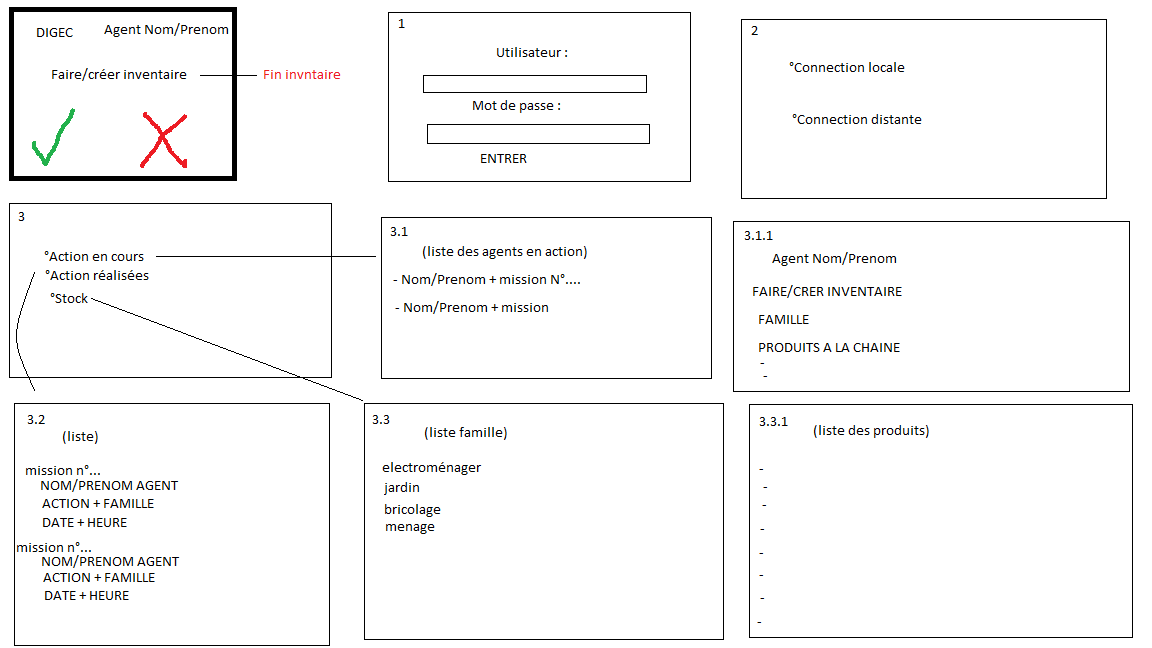 DIGEC
Agent Nom/Prenom
Faire/créer inventaire
Fin invntaire
1
Utilisateur :
Mot de passe :
ENTRER
2
°Connection locale
°Connection distante
3
°Action en cours
°Action réalisées
°Stock
3.1
(liste des agents en action)
- Nom/Prenom + mission N°....
- Nom/Prenom + mission
3.1.1
Agent Nom/Prenom
FAIRE/CRER INVENTAIRE
FAMILLE
PRODUITS A LA CHAINE
-
-
3.2
(liste)
mission n°...
NOM/PRENOM AGENT
ACTION + FAMILLE
DATE + HEURE
mission n°...
NOM/PRENOM AGENT
ACTION + FAMILLE
DATE + HEURE
3.3
(liste famille)
electroménager
jardin
bricolage
menage
3.3.1
(liste des produits)
-
-
-
-
-
-
-
-